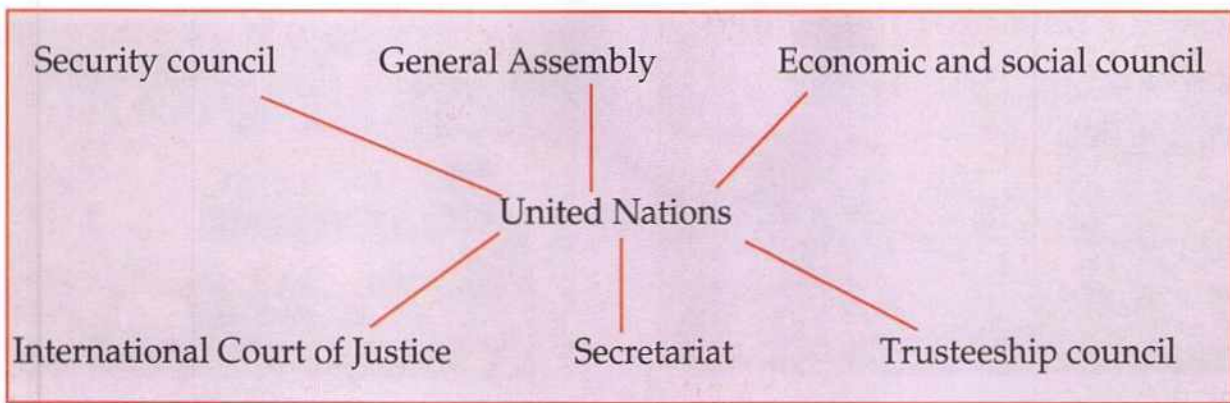 Security council
General Assembly
Economic and social council
United Nations
International Court of Justice
Secretariat
Trusteeship council